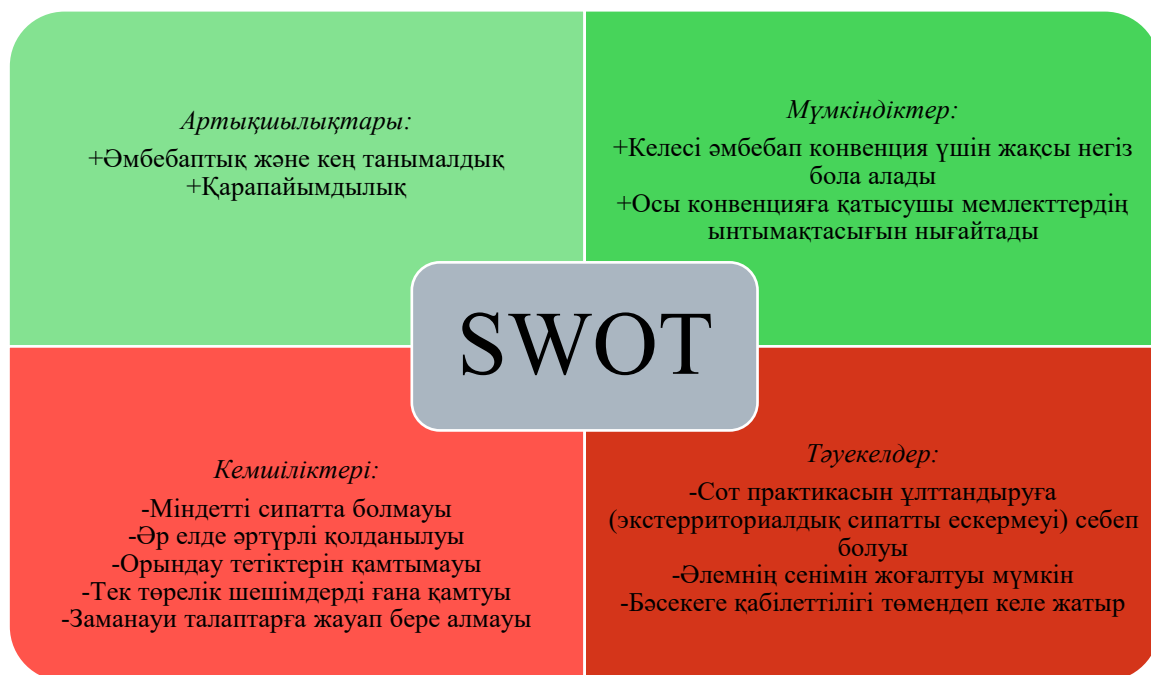 Артықшылықтары:
+Әмбебаптық және кең танымалдық
+Қарапайымдылық
Мүмкіндіктер:
+Келесі әмбебап конвенция үшін жақсы негіз
бола алады
+Осы конвенцияға қатысушы мемлекттердің
ынтымақтасығын нығайтады
SWOT
Кемшіліктері:
-Міндетті сипатта болмауы
-Әр елде әртүрлі қолданылуы
-Орындау тетіктерін қамтымауы
-Тек төрелік шешімдерді ғана қамтуы
-Заманауи талаптарға жауап бере алмауы
Тәуекелдер:
-Сот практикасын ұлттандыруға
(экстерриториалдық сипатты ескермеуі) себеп
болуы
-Әлемнің сенімін жоғалтуы мүмкін
-Бәсекеге қабілеттілігі төмендеп келе жатыр